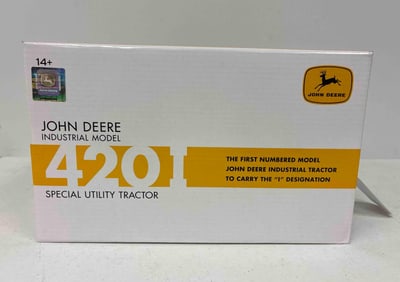 14+
JOHN DEERE
JOHN DEERE
INDUSTRIAL MODEL
420I
THE FIRST NUMBERED MODEL
JOHN DEERE INDUSTRIAL TRACTOR
TO CARRY THE "I" DESIGNATION
SPECIAL UTILITY TRACTOR